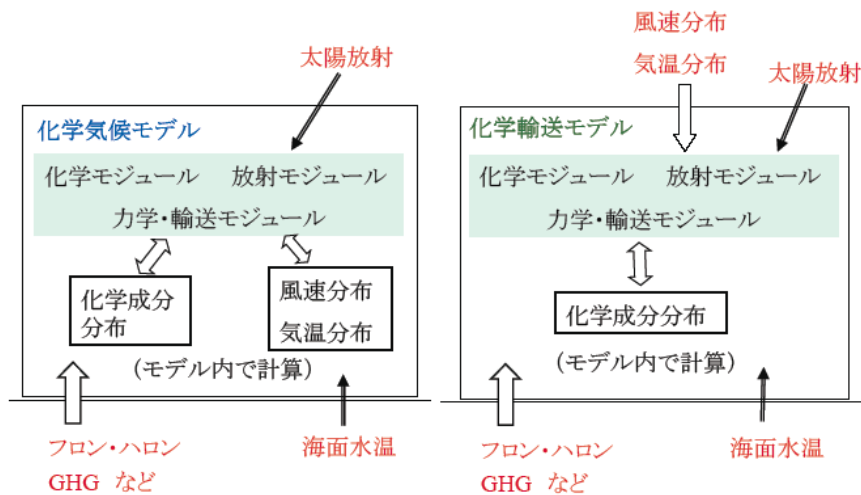 太陽放射
化学気候モデル
化学モジュール 放射モジュール
力学・輸送モジュール
化学成分
分布
風速分布
気温分布
(モデル内で計算)
フロン・ハロン
GHG など
海面水温
風速分布
気温分布
太陽放射
化学輸送モデル
化学モジュール 放射モジュール
力学・輸送モジュール
化学成分分布
(モデル内で計算)
フロン・ハロン
GHG など
海面水温